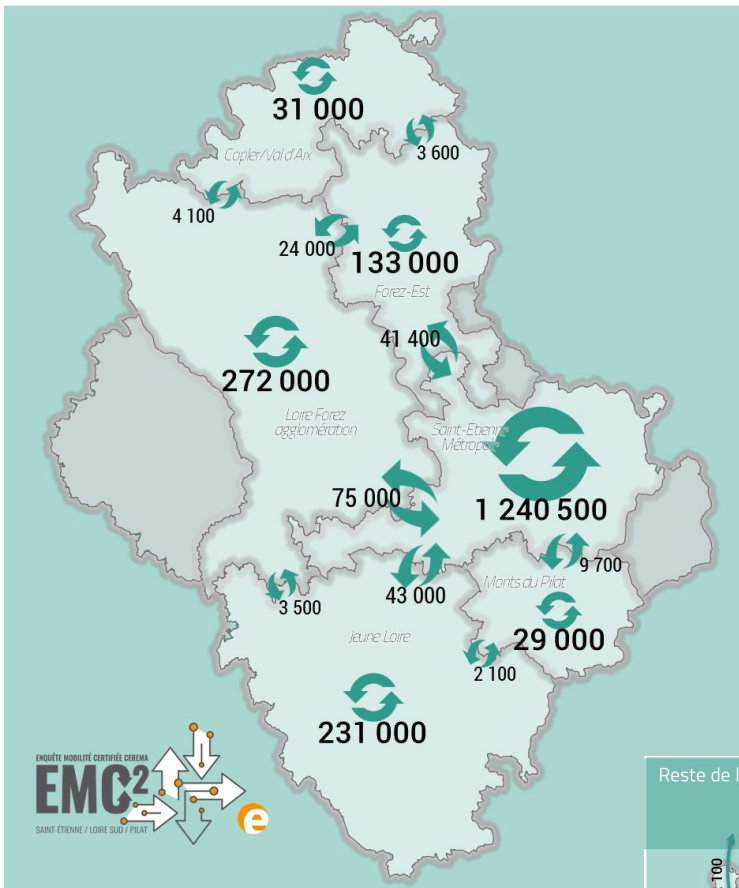 31 000
Copler/Val d'Aix
3 600
4 100
24 000
133 000
Forez-Est
41 400
272 000
Loire Forez
agglomération
Saint-Étienne
Métropole
75 000
1 240 500
9 700
43 000
Monts du Pilat
3 500
29 000
Jeune Loire
2 100
231 000
ENQUÊTE MOBILITÉ CERTIFIÉE CEREMA
EMC²
SAINT-ÉTIENNE / LOIRE SUD / PILAT
e
Reste de l
100